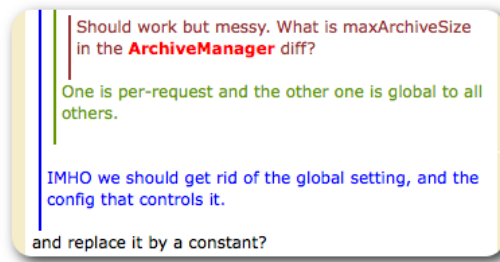 Should work but messy. What is maxArchiveSize
in the ArchiveManager diff?
One is per-request and the other one is global to all
others.
IMHO we should get rid of the global setting, and the
config that controls it.
and replace it by a constant?